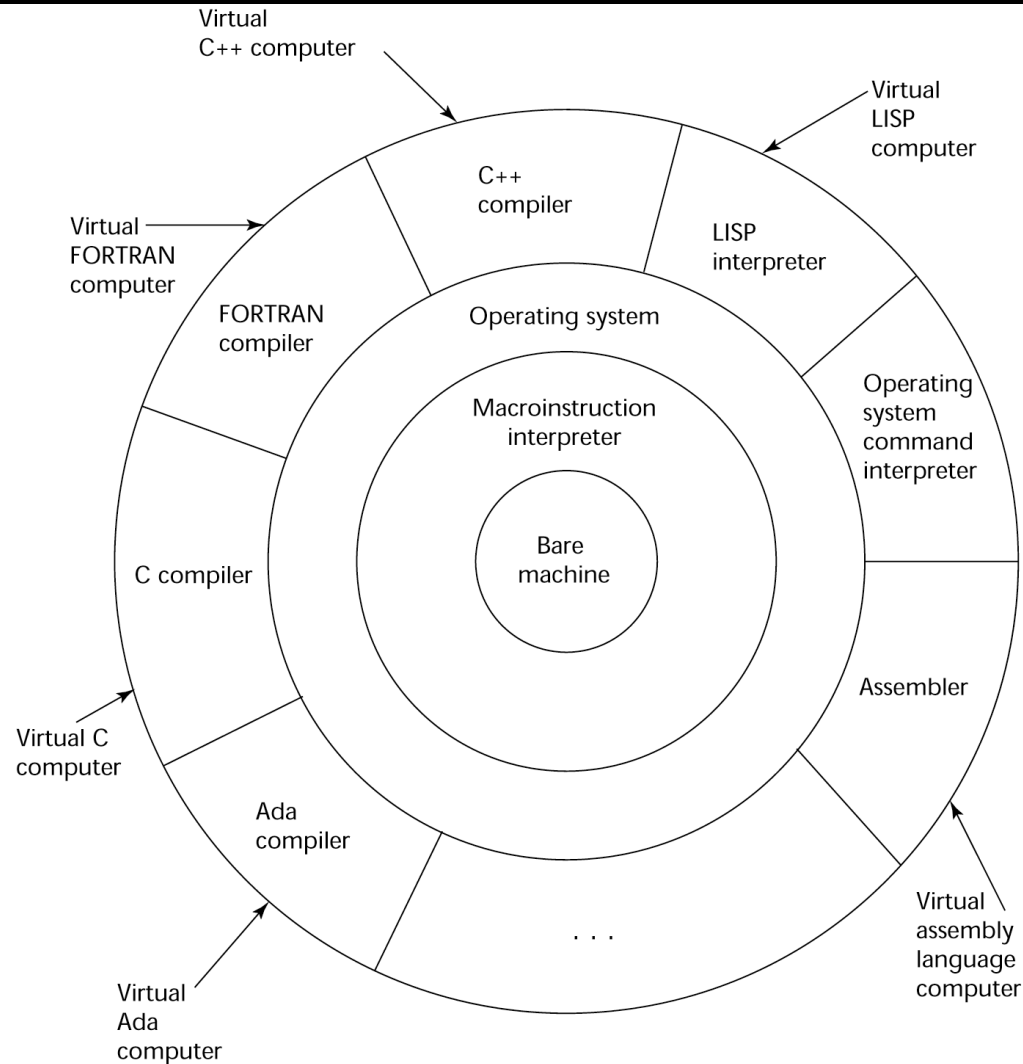 Virtual
C++ computer
Virtual
LISP
computer
C++
compiler
Virtual
FORTRAN
computer
LISP
interpreter
FORTRAN
compiler
Operating system
Operating
system
command
interpreter
Macroinstruction
interpreter
Bare
machine
C compiler
Assembler
Virtual C
computer
Ada
compiler
Virtual
assembly
language
computer
. . .
Virtual
Ada
computer